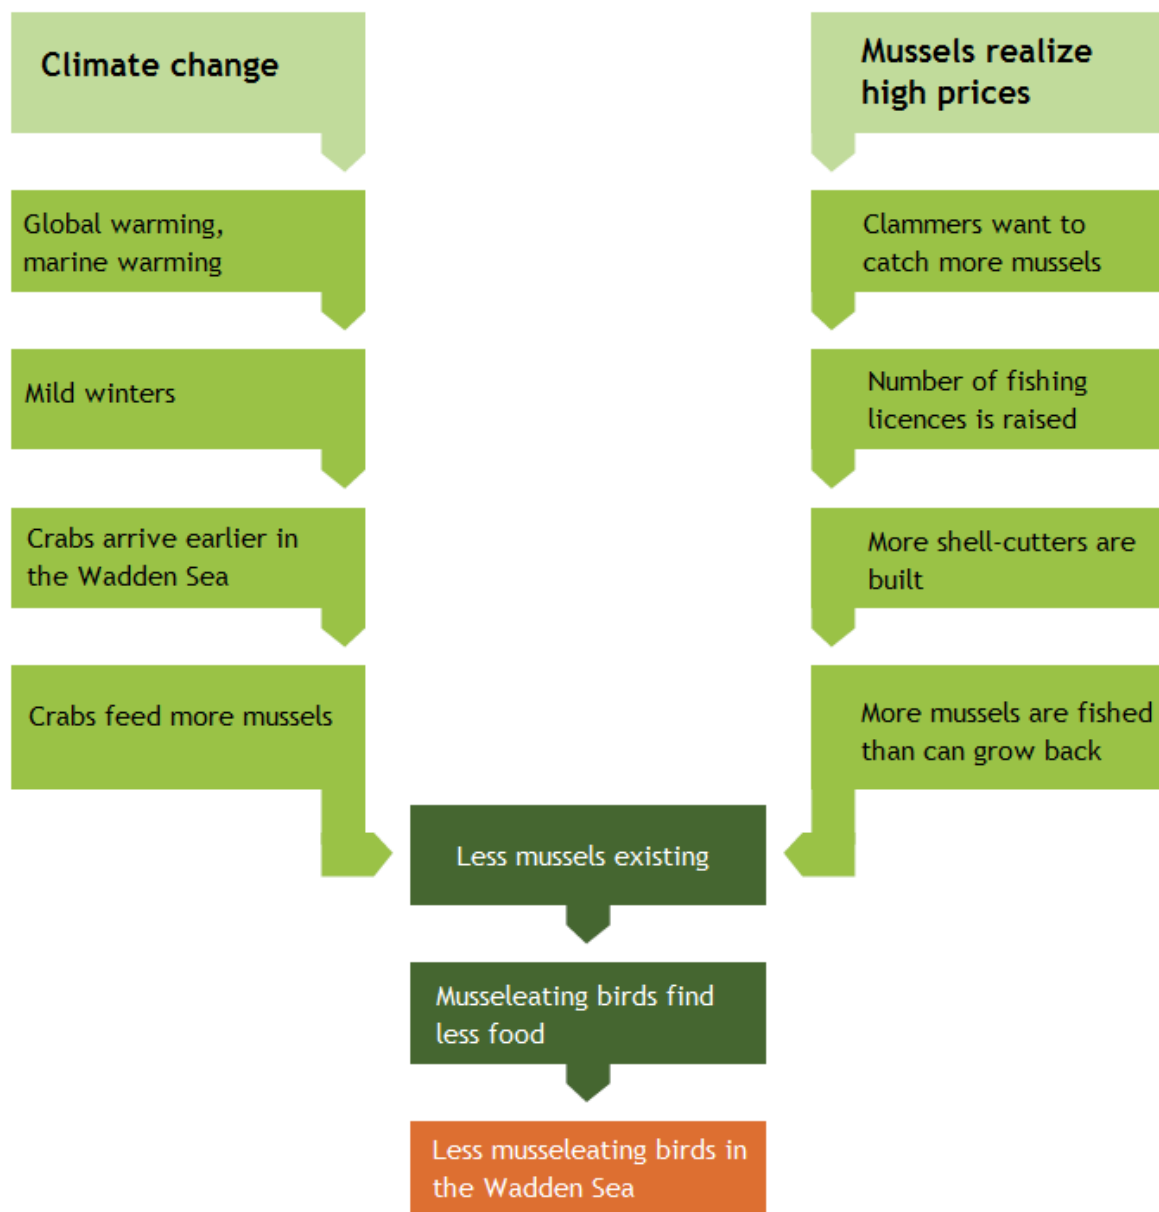 Climate change
Global warming,
marine warming
Mild winters
Crabs arrive earlier in
the Wadden Sea
Crabs feed more mussels
Mussels realize
high prices
Clammers want to
catch more mussels
Number of fishing
licences is raised
More shell-cutters are
built
More mussels are fished
than can grow back
Less mussels existing
Musseleating birds find
less food
Less musseleating birds in
the Wadden Sea